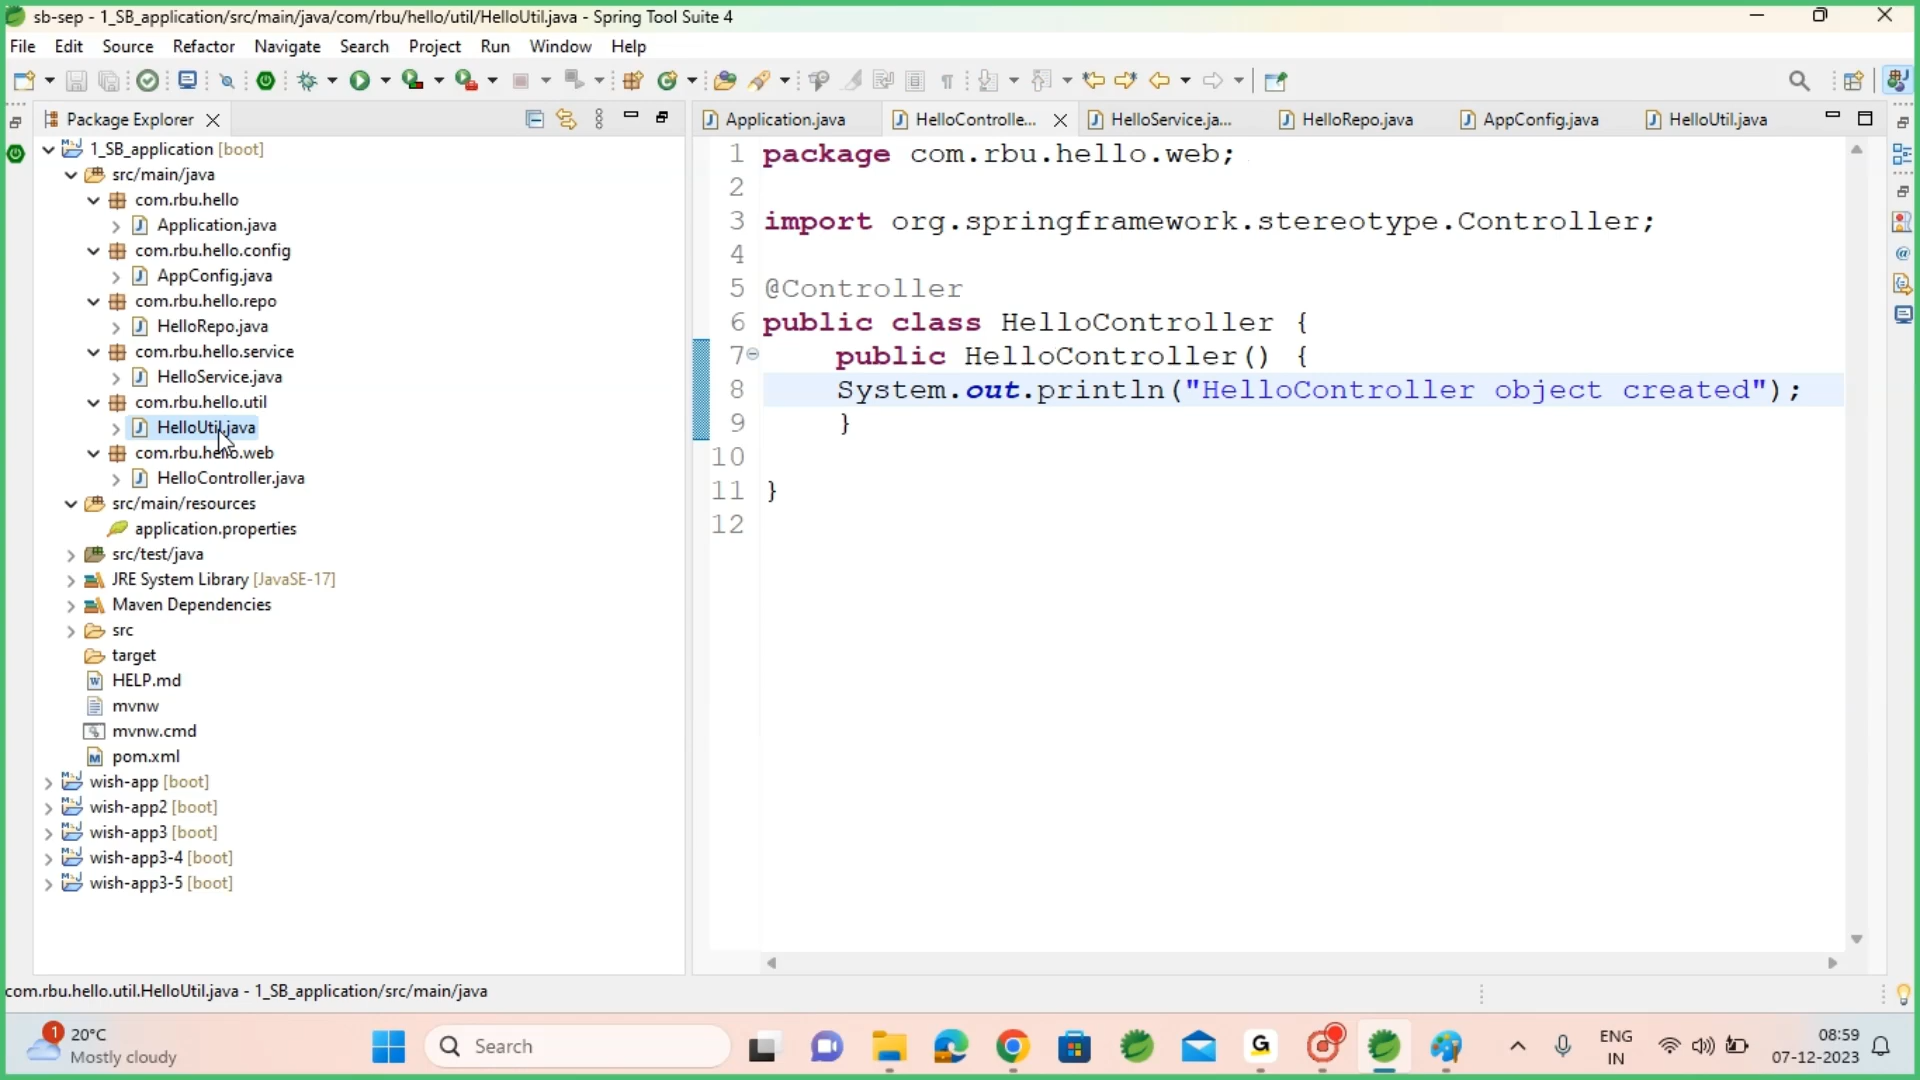 sb-sep - 1_SB_application/src/main/java/com/rbu/hello/util/HelloUtil.java - Spring Tool Suite 4
File Edit Source Refactor Navigate Search Project Run Window Help
Package Explorer
1_SB_application [boot]
src/main/java
com.rbu.hello
Application.java
com.rbu.hello.config
AppConfig.java
com.rbu.hello.repo
HelloRepo.java
com.rbu.hello.service
HelloService.java
com.rbu.hello.util
HelloUtil.java
com.rbu.hello.web
HelloController.java
src/main/resources
application.properties
src/test/java
JRE System Library [JavaSE-17]
Maven Dependencies
src
target
HELP.md
mvnw
mvnw.cmd
pom.xml
wish-app [boot]
wish-app2 [boot]
wish-app3 [boot]
wish-app3-4 [boot]
wish-app3-5 [boot]
Application.java HelloControlle... HelloService.ja... HelloRepo.java AppConfig.java HelloUtil.java
1 package com.rbu.hello.web;
2
3 import org.springframework.stereotype.Controller;
4
5 @Controller
6 public class HelloController {
7 public HelloController() {
8 System.out.println("HelloController object created");
9 }
10
11 }
12
com.rbu.hello.util.HelloUtil.java - 1_SB_application/src/main/java
1
20°C
Mostly cloudy
Search
G
ENG
IN
08:59
07-12-2023